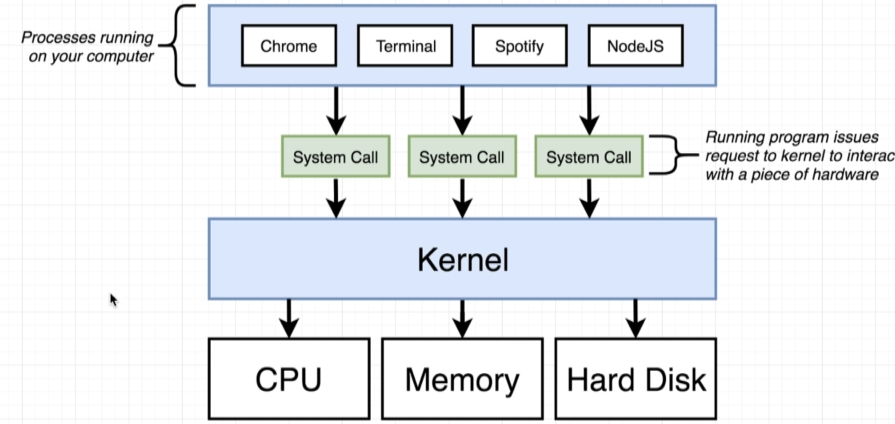 Processes running
on your computer
Chrome
Terminal
Spotify
NodeJS
System Call
System Call
System Call
Running program issues
request to kernel to interac
with a piece of hardware
Kernel
CPU
Memory
Hard Disk